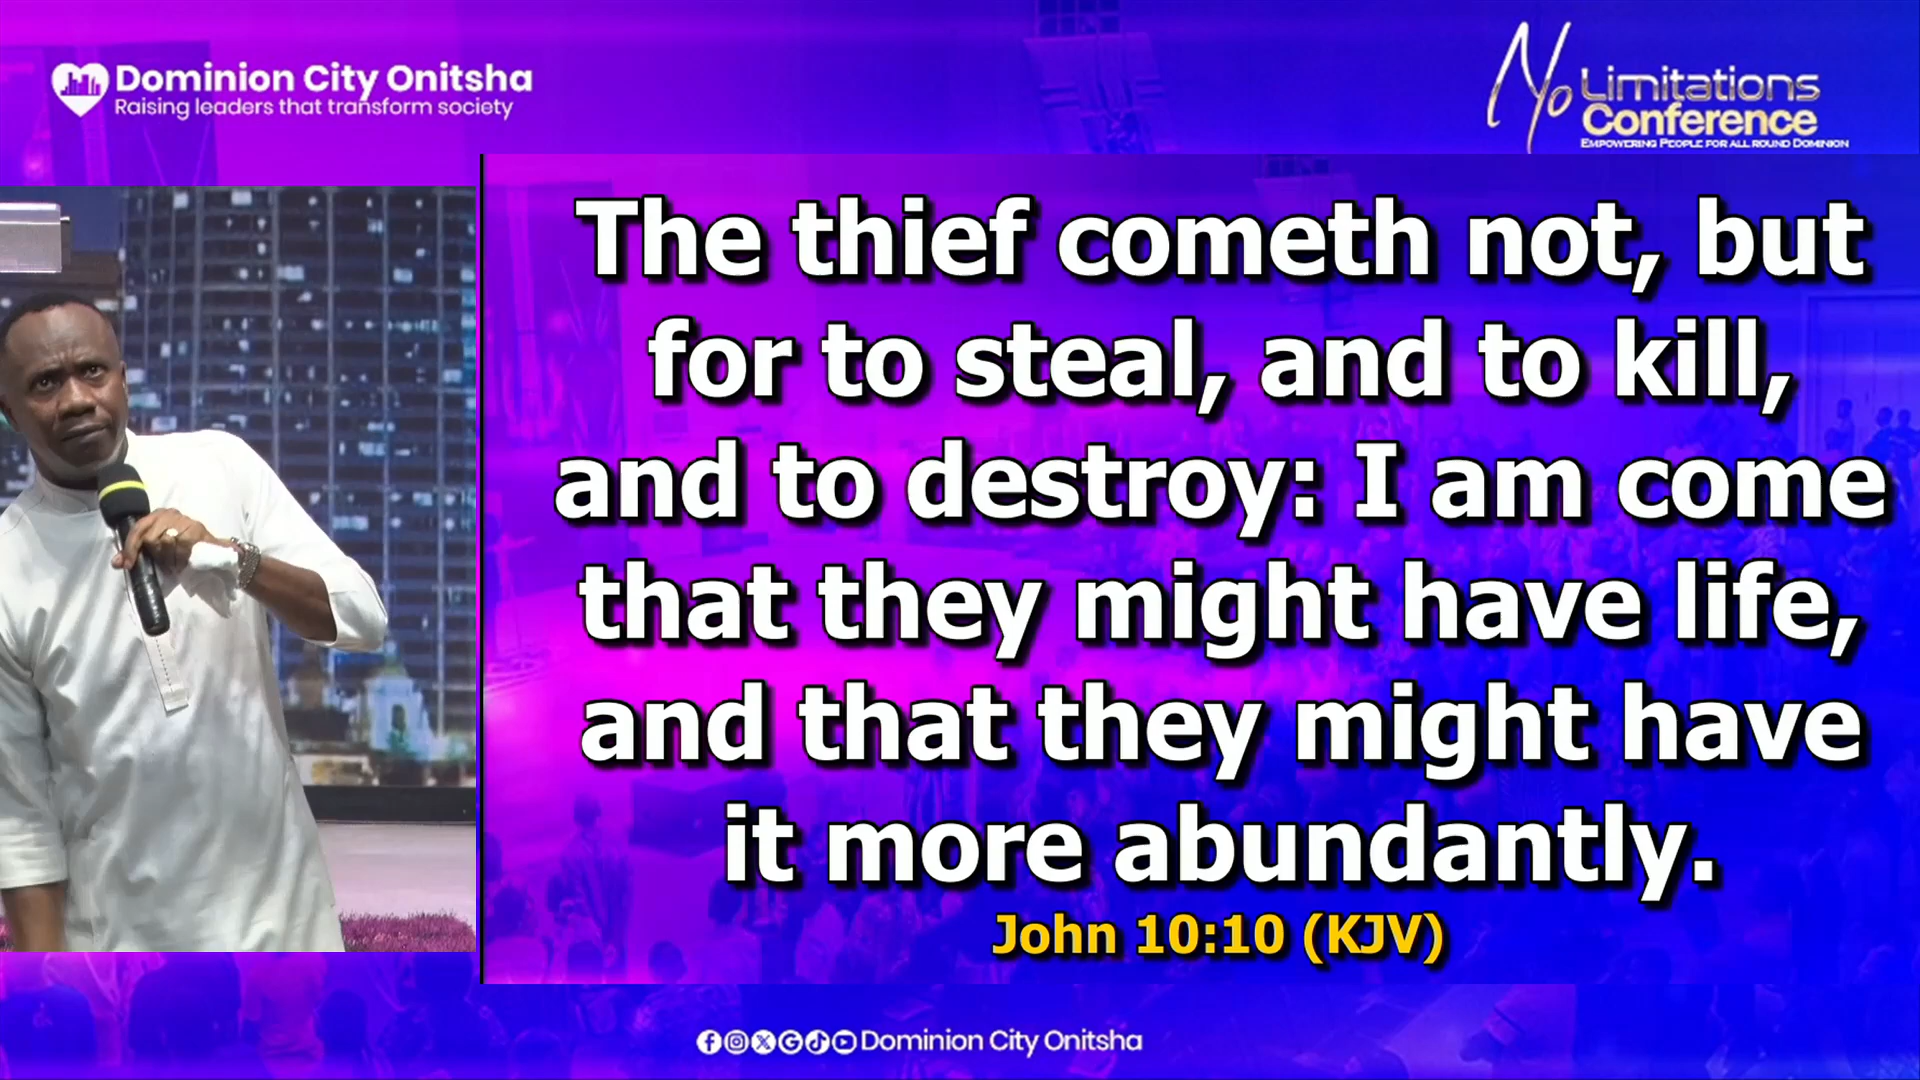 Dominion City Onitsha
Raising leaders that transform society
No Limitations
Conference
EMPOWERING PEOPLE FOR ALL ROUND DOMINION
The thief cometh not, but
for to steal, and to kill,
and to destroy: I am come
that they might have life,
and that they might have
it more abundantly.
John 10:10 (KJV)
Dominion City Onitsha